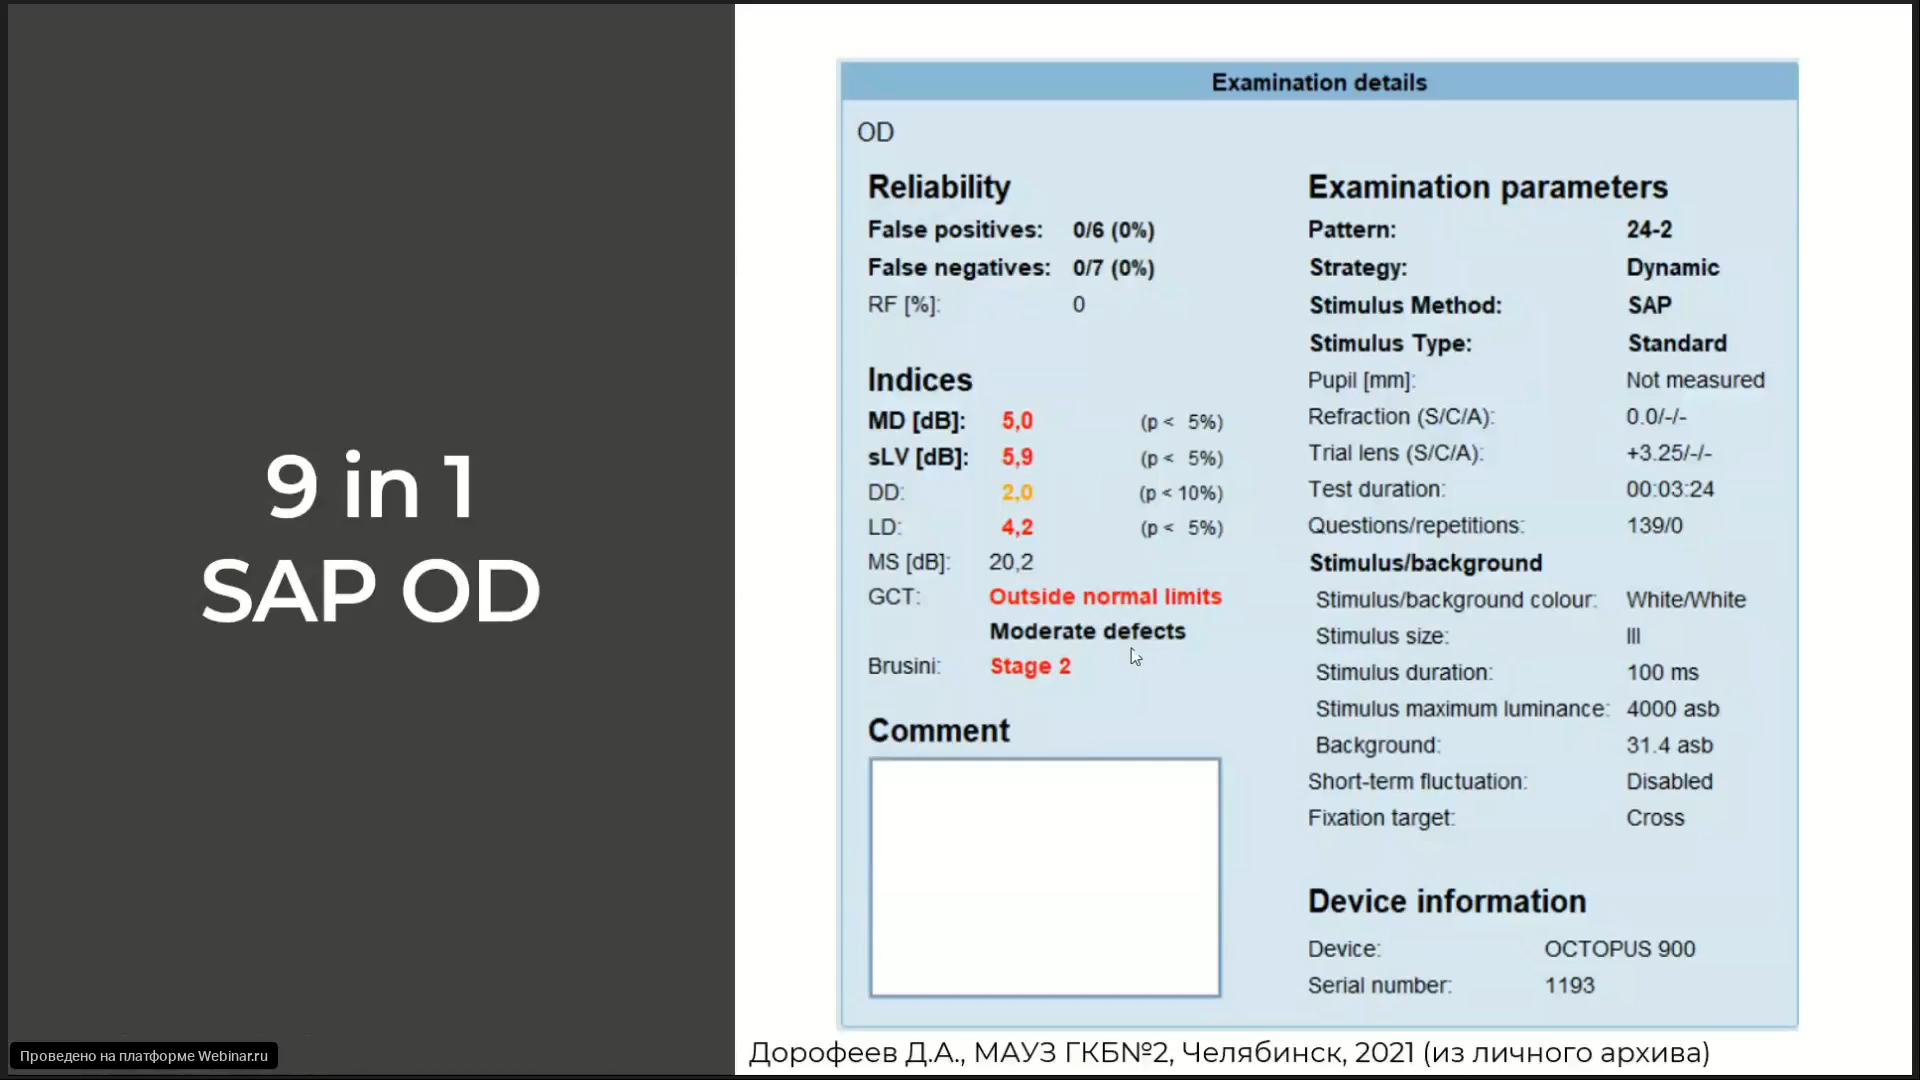 9 in 1
SAP OD
Examination details
OD
Reliability
False positives: 0/6 (0%)
False negatives: 0/7 (0%)
RF [%]: 0
Indices
MD [dB]: 5,0 (p < 5%)
sLV [dB]: 5,9 (p < 5%)
DD: 2,0 (p < 10%)
LD: 4,2 (p < 5%)
MS [dB]: 20,2
GCT: Outside normal limits
Moderate defects
Brusini: Stage 2
Comment
Examination parameters
Pattern: 24-2
Strategy: Dynamic
Stimulus Method: SAP
Stimulus Type: Standard
Pupil [mm]: Not measured
Refraction (S/C/A): 0.0/-/-
Trial lens (S/C/A): +3.25/-/-
Test duration: 00:03:24
Questions/repetitions: 139/0
Stimulus/background
Stimulus/background colour: White/White
Stimulus size: III
Stimulus duration: 100 ms
Stimulus maximum luminance: 4000 asb
Background: 31.4 asb
Short-term fluctuation: Disabled
Fixation target: Cross
Device information
Device: OCTOPUS 900
Serial number: 1193
Проведено на платформе Webinar.ru
Дорофеев Д.А., МАУЗ ГКБ№2, Челябинск, 2021 (из личного архива)